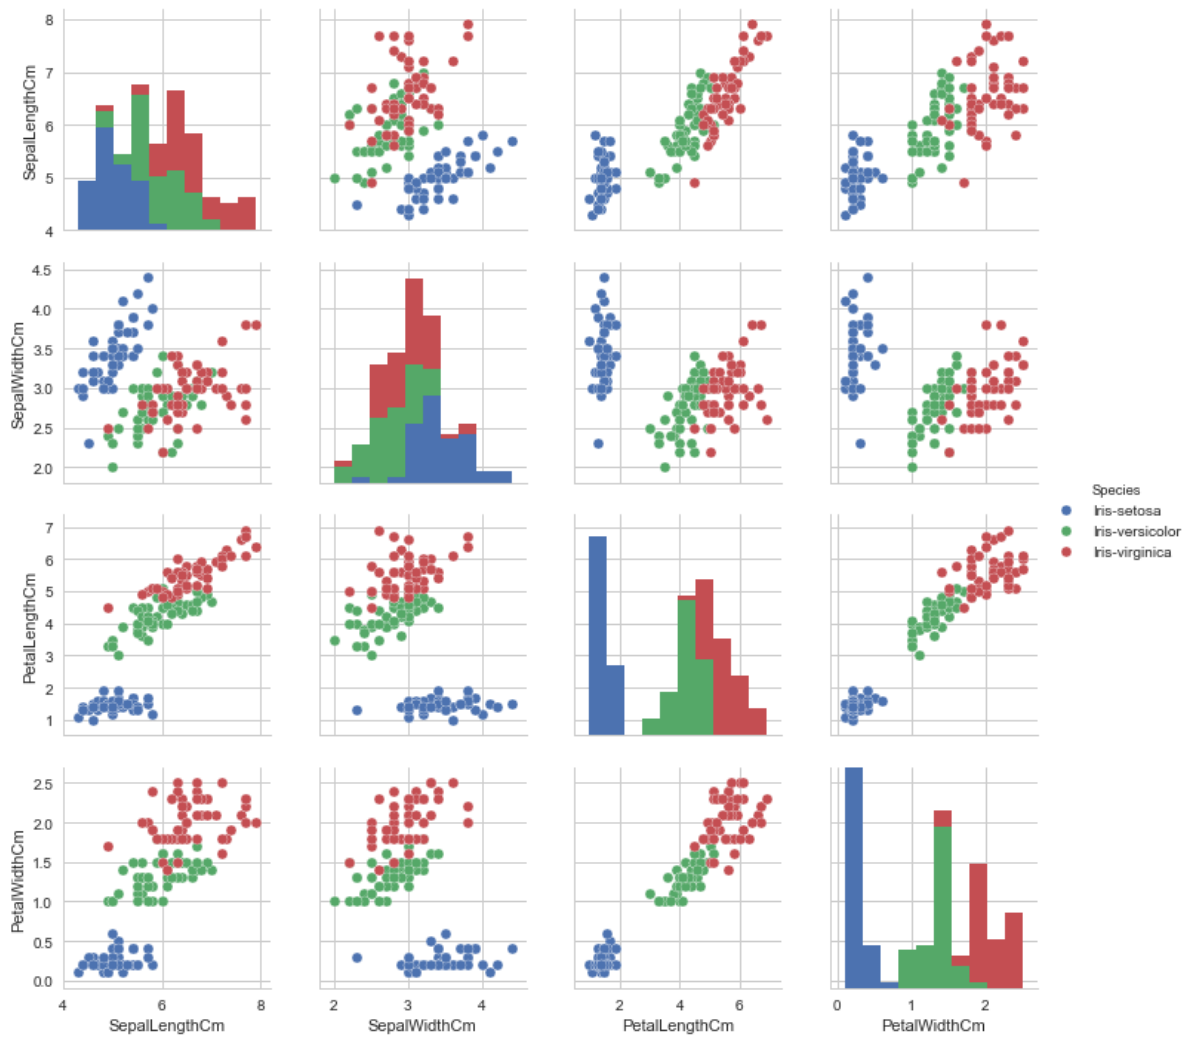 8
7
6
5
4
SepalLengthCm
4.5
4.0
3.5
3.0
2.5
2.0
SepalWidthCm
Species
Iris-setosa
Iris-versicolor
Iris-virginica
7
6
5
4
3
2
1
PetalLengthCm
2.5
2.0
1.5
1.0
0.5
0.0
PetalWidthCm
4 6 8 2 3 4 2 4 6 0 1 2
SepalLengthCm SepalWidthCm PetalLengthCm PetalWidthCm